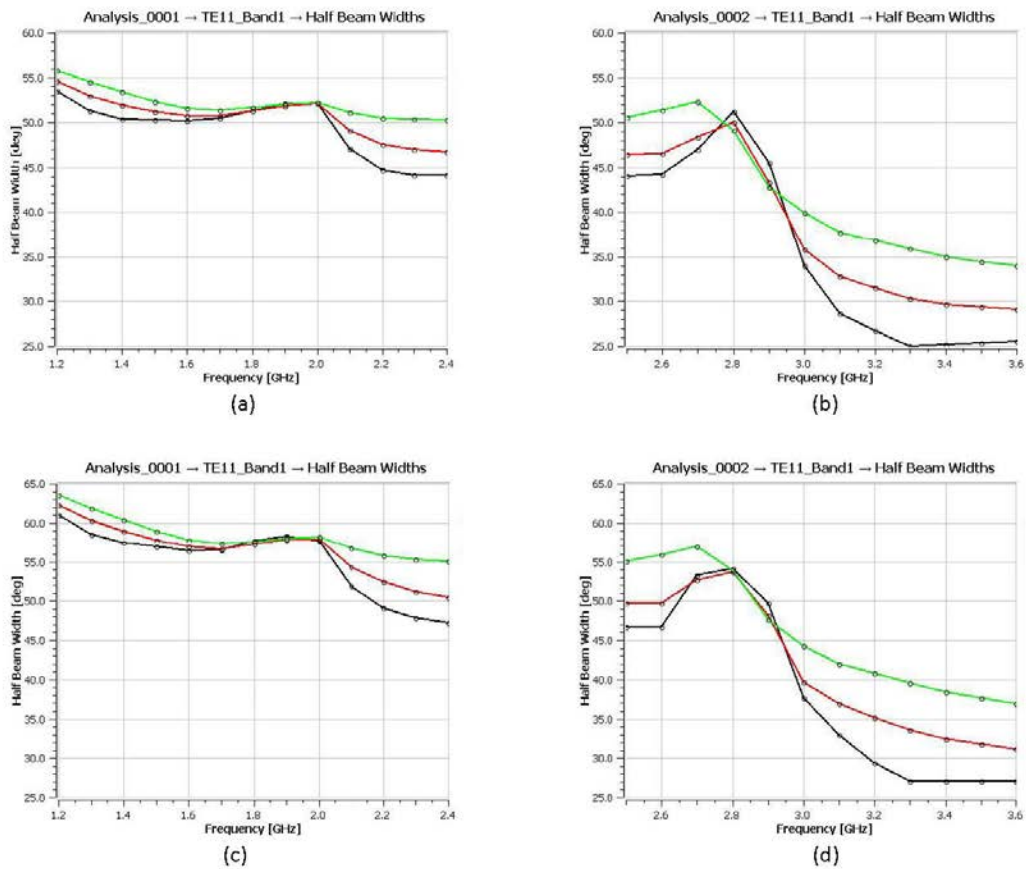 Analysis_0001 → TE11_Band1 → Half Beam Widths
60.0
55.0
50.0
45.0
40.0
35.0
30.0
25.0
Half Beam Width [deg]
1.2 1.4 1.6 1.8 2.0 2.2 2.4
Frequency [GHz]
(a)
Analysis_0002 → TE11_Band1 → Half Beam Widths
60.0
55.0
50.0
45.0
40.0
35.0
30.0
25.0
Half Beam Width [deg]
2.6 2.8 3.0 3.2 3.4 3.6
Frequency [GHz]
(b)
Analysis_0001 → TE11_Band1 → Half Beam Widths
65.0
60.0
55.0
50.0
45.0
40.0
35.0
30.0
25.0
Half Beam Width [deg]
1.2 1.4 1.6 1.8 2.0 2.2 2.4
Frequency [GHz]
(c)
Analysis_0002 → TE11_Band1 → Half Beam Widths
65.0
60.0
55.0
50.0
45.0
40.0
35.0
30.0
25.0
Half Beam Width [deg]
2.6 2.8 3.0 3.2 3.4 3.6
Frequency [GHz]
(d)